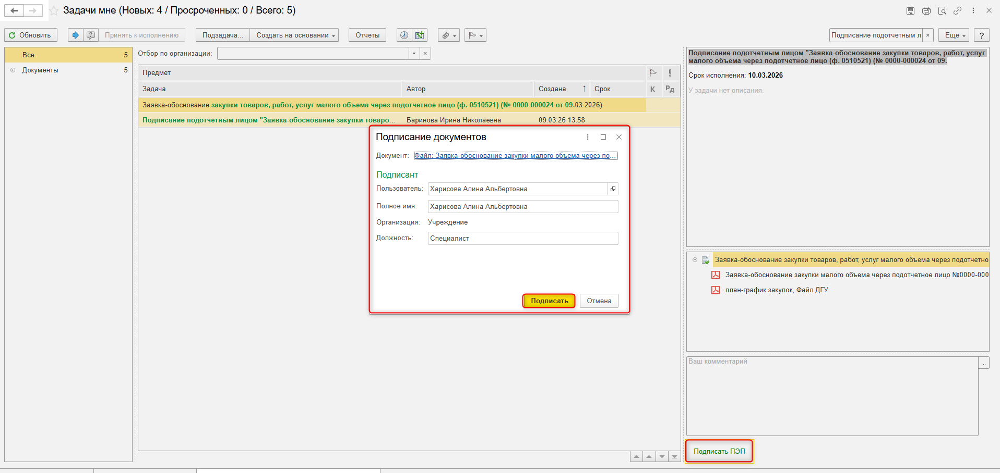 Задачи мне (Новых: 4 / Просроченных: 0 / Всего: 5)
Обновить
Принять к исполнению
Подзадача...
Создать на основании
Отчеты
Подписание подотчетным л
×
Еще
?
Все 5
Документы 5
Отбор по организации:
Предмет
Задача Автор Создана ↑ Срок К Рд
Заявка-обоснование закупки товаров, работ, услуг малого объема через подотчетное лицо (ф. 0510521) (№ 0000-000024 от 09.03.2026)
Подписание подотчетным лицом "Заявка-обоснование закупки товаро... Баринова Ирина Николаевна 09.03.26 13:58
Подписание документов
Документ: Файл: Заявка-обоснование закупки малого объема через по...
Подписант
Пользователь: Харисова Алина Альбертовна
Полное имя: Харисова Алина Альбертовна
Организация: Учреждение
Должность: Специалист
Подписать
Отмена
Подписание подотчетным лицом "Заявка-обоснование закупки товаров, работ, услуг
малого объема через подотчетное лицо (ф. 0510521) (№ 0000-000024 от 09.
Срок исполнения: 10.03.2026
У задачи нет описания.
Заявка-обоснование закупки товаров, работ, услуг малого объема через подотчетно
Заявка-обоснование закупки малого объема через подотчетное лицо №0000-000
план-график закупок, Файл ДГУ
Ваш комментарий
...
Подписать ПЭП